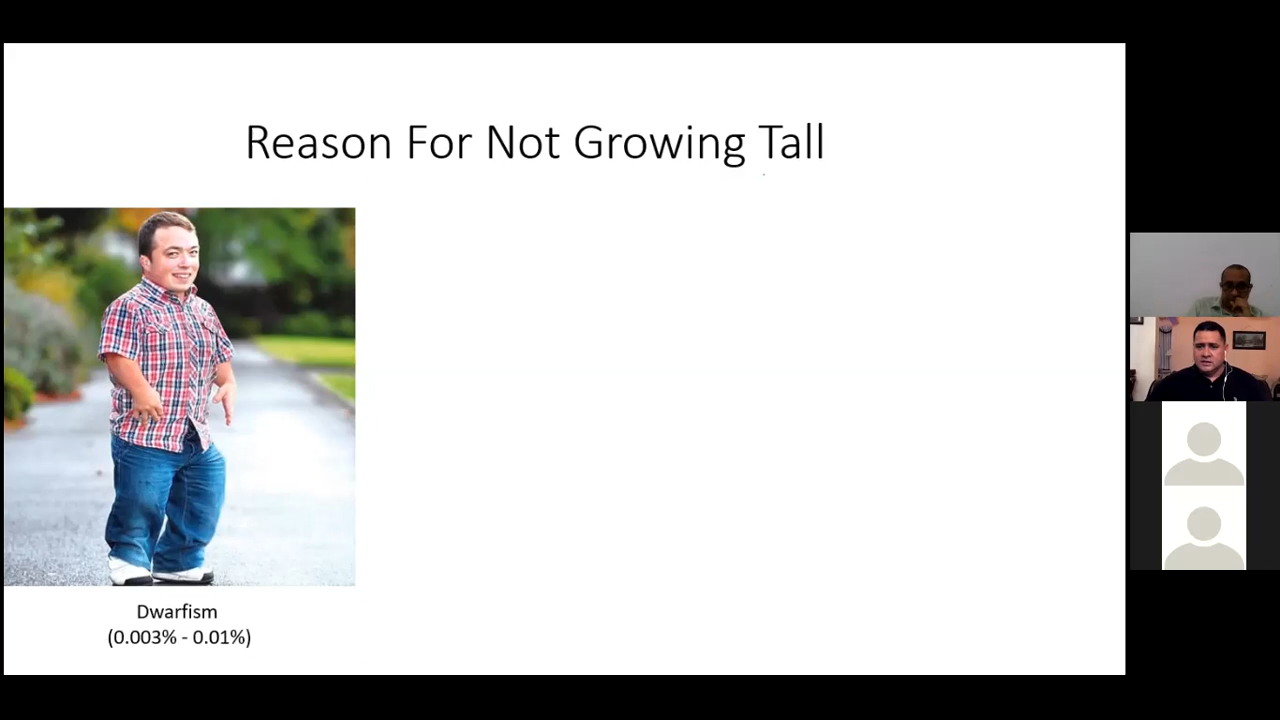 Reason For Not Growing Tall
Dwarfism
(0.003% - 0.01%)